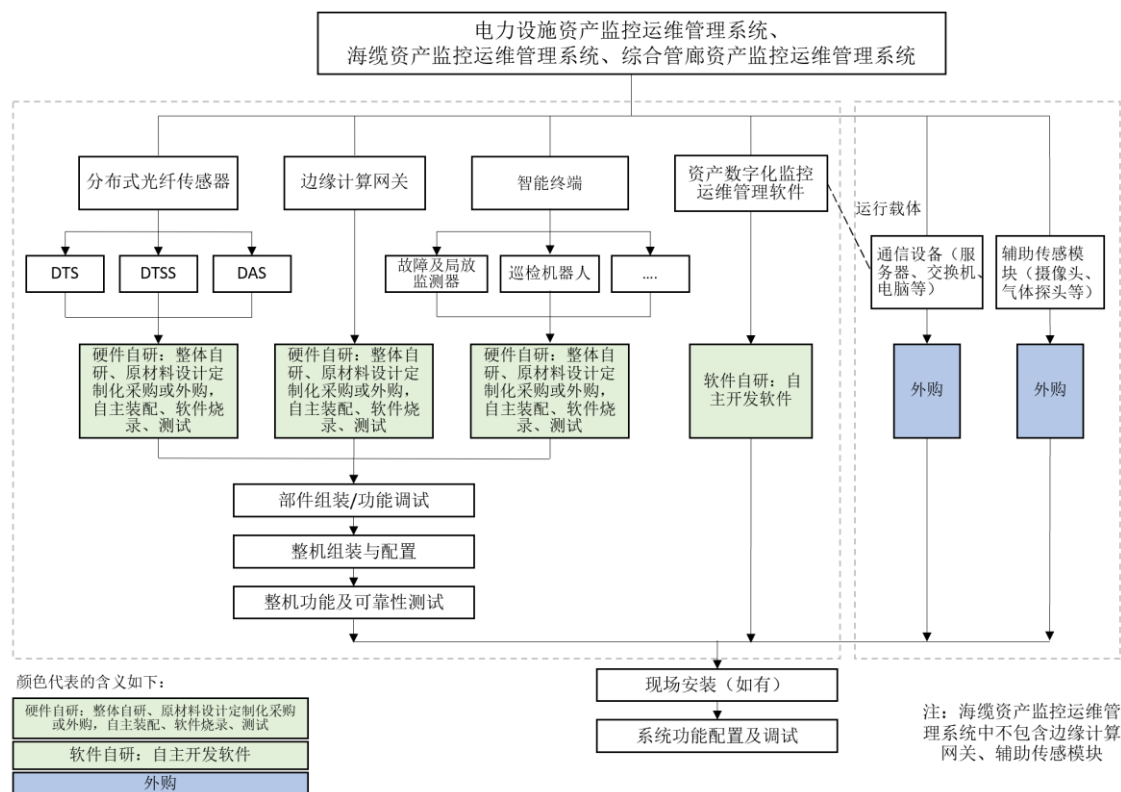 电力设施资产监控运维管理系统、
海缆资产监控运维管理系统、综合管廊资产监控运维管理系统
分布式光纤传感器
边缘计算网关
智能终端
资产数字化监控
运维管理软件
运行载体
DTS
DTSS
DAS
故障及局放
监测器
巡检机器人
....
通信设备（服
务器、交换机、
电脑等）
辅助传感模
块（摄像头、
气体探头等）
硬件自研：整体自
研、原材料设计定
制化采购或外购，
自主装配、软件烧
录、测试
硬件自研：整体自
研、原材料设计定
制化采购或外购，
自主装配、软件烧
录、测试
硬件自研：整体自
研、原材料设计定
制化采购或外购，
自主装配、软件烧
录、测试
软件自研：自
主开发软件
外购
外购
部件组装/功能调试
整机组装与配置
整机功能及可靠性测试
现场安装（如有）
系统功能配置及调试
颜色代表的含义如下：
硬件自研：整体自研、原材料设计定制化采购
或外购，自主装配、软件烧录、测试
软件自研：自主开发软件
外购
注：海缆资产监控运维管
理系统中不包含边缘计算
网关、辅助传感模块